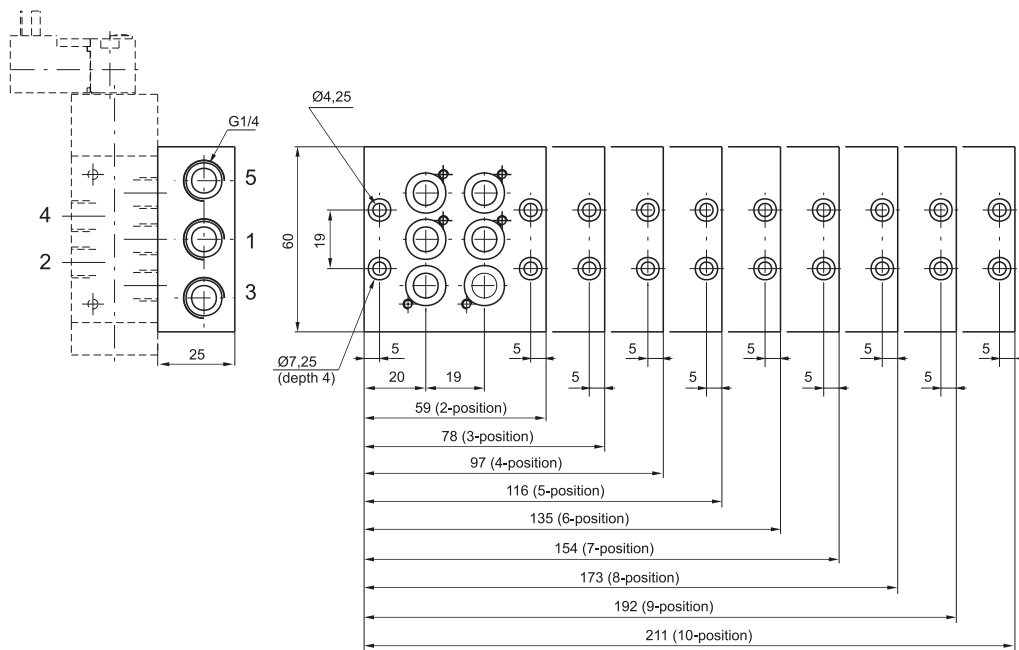 Ø4,25
G1/4
5
4
1
2
3
25
60
19
Ø7,25
(depth 4)
5
5
5
5
5
5
5
5
5
5
20
19
59 (2-position)
78 (3-position)
97 (4-position)
116 (5-position)
135 (6-position)
154 (7-position)
173 (8-position)
192 (9-position)
211 (10-position)